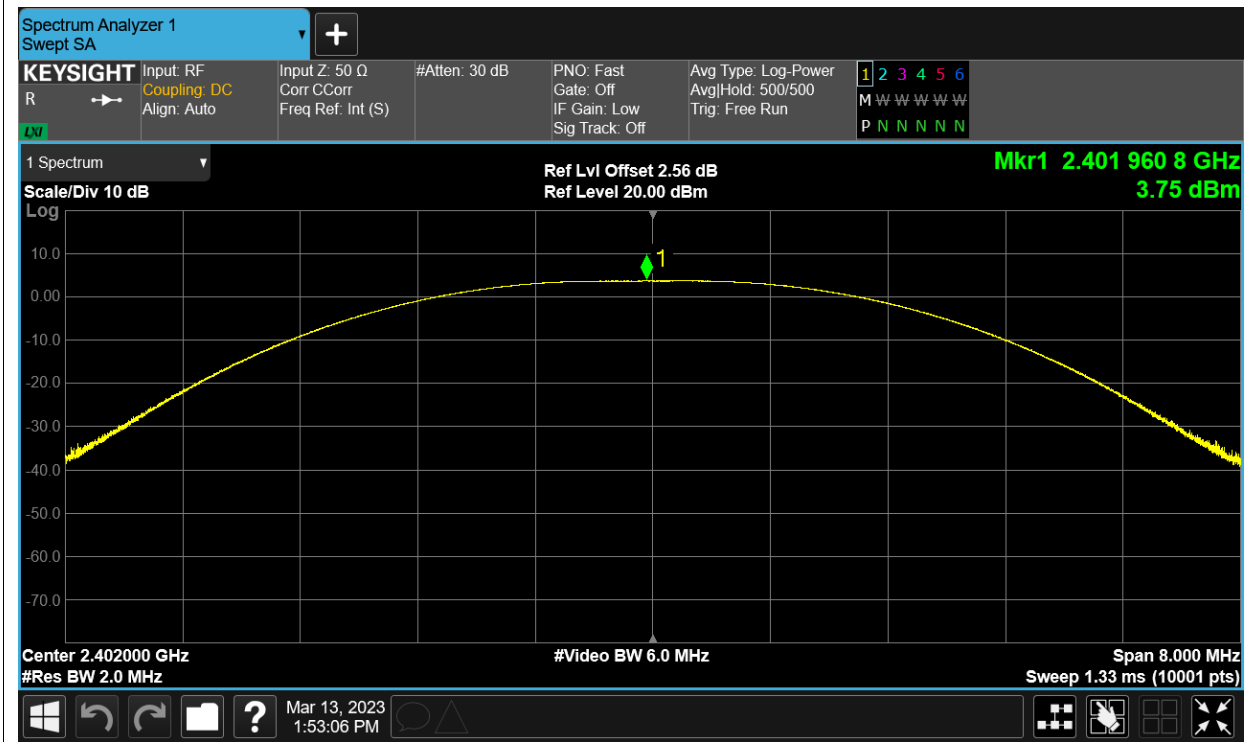 Spectrum Analyzer 1
Swept SA
KEYSIGHT
R
LXI
Input: RF
Coupling: DC
Align: Auto
Input Z: 50 Ω
Corr CCorr
Freq Ref: Int (S)
#Atten: 30 dB
PNO: Fast
Gate: Off
IF Gain: Low
Sig Track: Off
Avg Type: Log-Power
Avg|Hold: 500/500
Trig: Free Run
1 2 3 4 5 6
M W W W W W
P N N N N N
1 Spectrum
Scale/Div 10 dB
Ref Lvl Offset 2.56 dB
Ref Level 20.00 dBm
Mkr1 2.401 960 8 GHz
3.75 dBm
Log
10.0
0.00
-10.0
-20.0
-30.0
-40.0
-50.0
-60.0
-70.0
1
Center 2.402000 GHz
#Res BW 2.0 MHz
#Video BW 6.0 MHz
Span 8.000 MHz
Sweep 1.33 ms (10001 pts)
?
Mar 13, 2023
1:53:06 PM